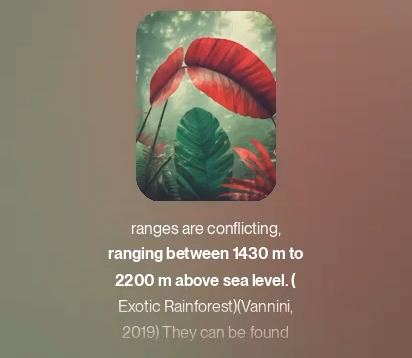 ranges are conflicting,
ranging between 1430 m to
2200 m above sea level. (
Exotic Rainforest)(Vannini,
2019) They can be found